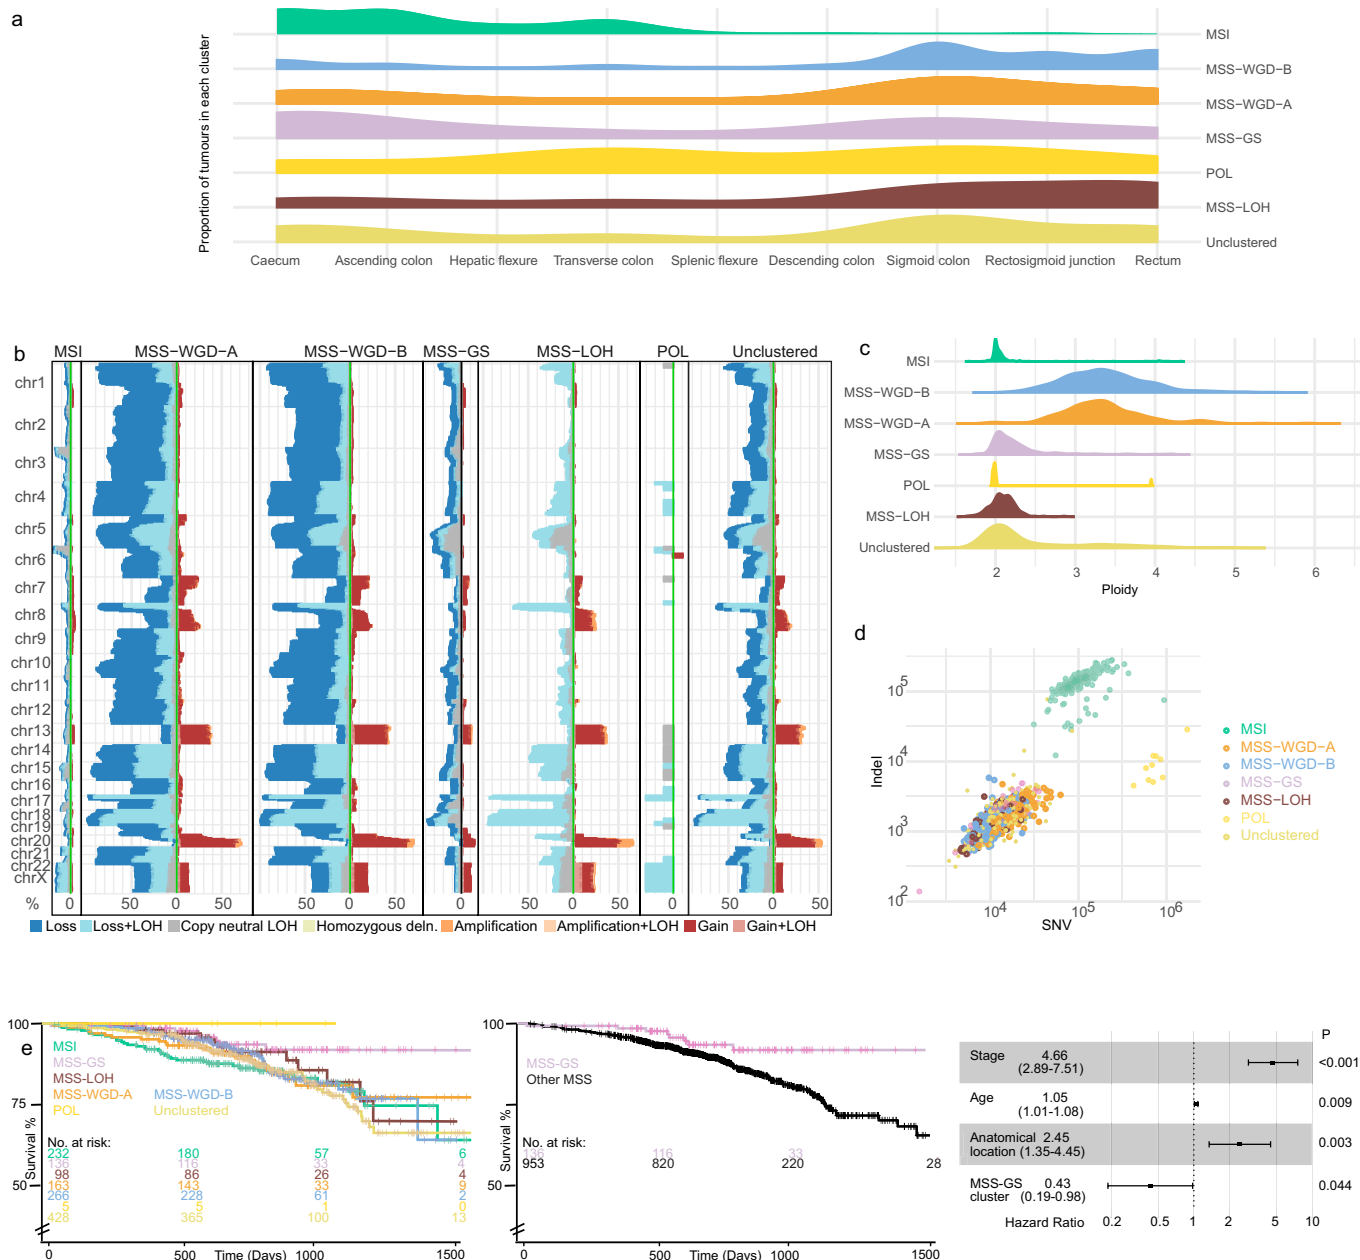 a
Proportion of tumours in each cluster
MSI
MSS−WGD−B
MSS−WGD−A
MSS−GS
POL
MSS−LOH
Unclustered
Caecum Ascending colon Hepatic flexure Transverse colon Splenic flexure Descending colon Sigmoid colon Rectosigmoid junction Rectum
b
MSI MSS−WGD−A MSS−WGD−B MSS−GS MSS−LOH POL Unclustered
chr1
chr2
chr3
chr4
chr5
chr6
chr7
chr8
chr9
chr10
chr11
chr12
chr13
chr14
chr15
chr16
chr17
chr18
chr19
chr20
chr21
chr22
chrX
% 0 50 0 50 50 0 50 50 0 50 0 50 0 50 0 50 0 50
Loss Loss+LOH Copy neutral LOH Homozygous deln. Amplification Amplification+LOH Gain Gain+LOH
c
MSI
MSS−WGD−B
MSS−WGD−A
MSS−GS
POL
MSS−LOH
Unclustered
2 3 4 5 6
Ploidy
d
Indel
10^5
10^4
10^3
10^2
10^4 10^5 10^6
SNV
MSI
MSS−WGD−A
MSS−WGD−B
MSS−GS
MSS−LOH
POL
Unclustered
e
Survival %
100
75
50
MSI
MSS−GS
MSS−LOH
MSS−WGD−A MSS−WGD−B
POL Unclustered
No. at risk:
232 180 57 6
136 116 33 4
98 86 26 4
163 143 33 9
266 228 61 2
5 5 1 0
428 365 100 13
0 500 1000 1500
Time (Days)
Survival %
100
75
50
MSS−GS
Other MSS
No. at risk:
136 116 33
953 820 220 28
0 500 1000 1500
Time (Days)
P
Stage 4.66 <0.001
(2.89-7.51)
Age 1.05 0.009
(1.01-1.08)
Anatomical 2.45 0.003
location (1.35-4.45)
MSS-GS 0.43 0.044
cluster (0.19-0.98)
Hazard Ratio 0.2 0.5 1 2 5 10